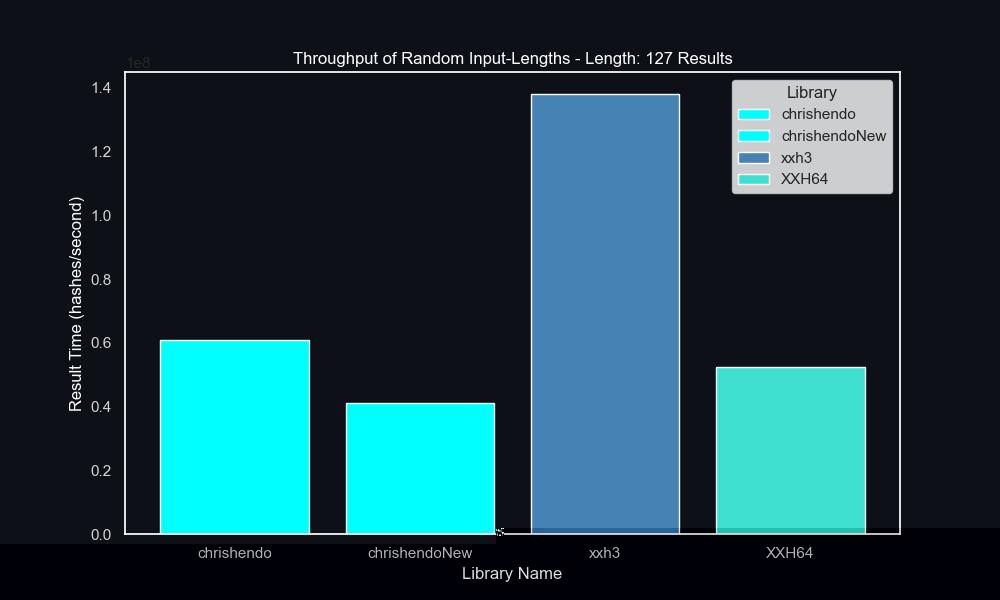 Throughput of Random Input-Lengths - Length: 127 Results
1e8
1.4
1.2
1.0
0.8
0.6
0.4
0.2
0.0
Result Time (hashes/second)
Library
chrishendo
chrishendoNew
xxh3
XXH64
chrishendo
chrishendoNew
xxh3
XXH64
Library Name